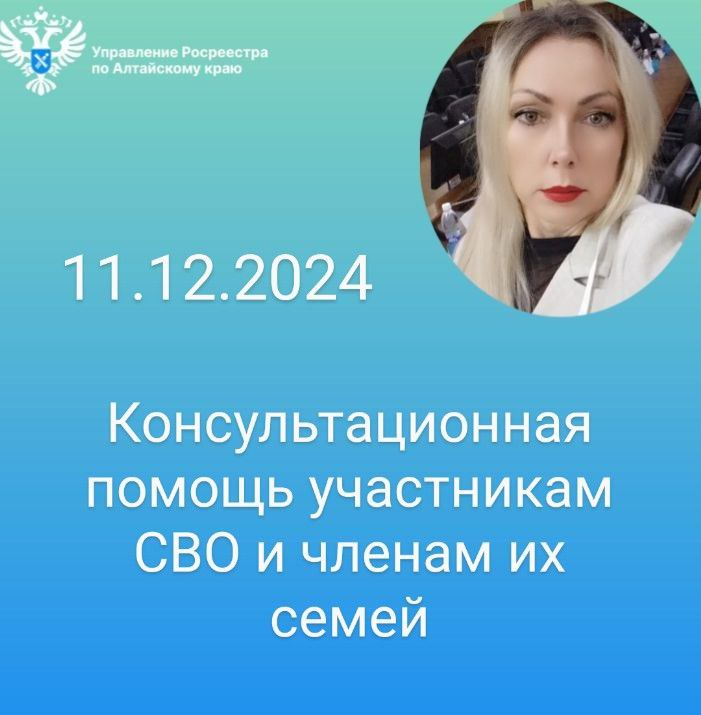 Управление Росреестра
по Алтайскому краю
11.12.2024
Консультационная
помощь участникам
СВО и членам их
семей